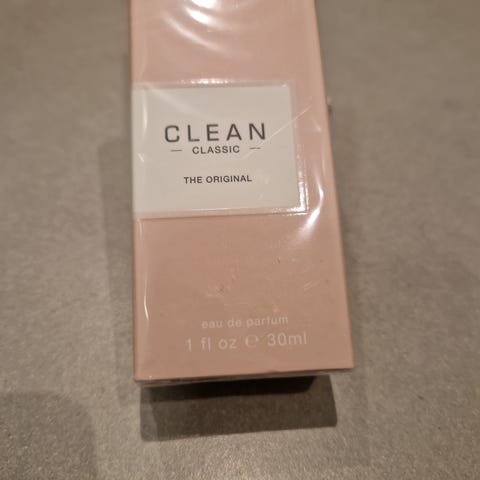 CLEAN
— CLASSIC —
THE ORIGINAL
eau de parfum
1 fl oz ℮ 30ml